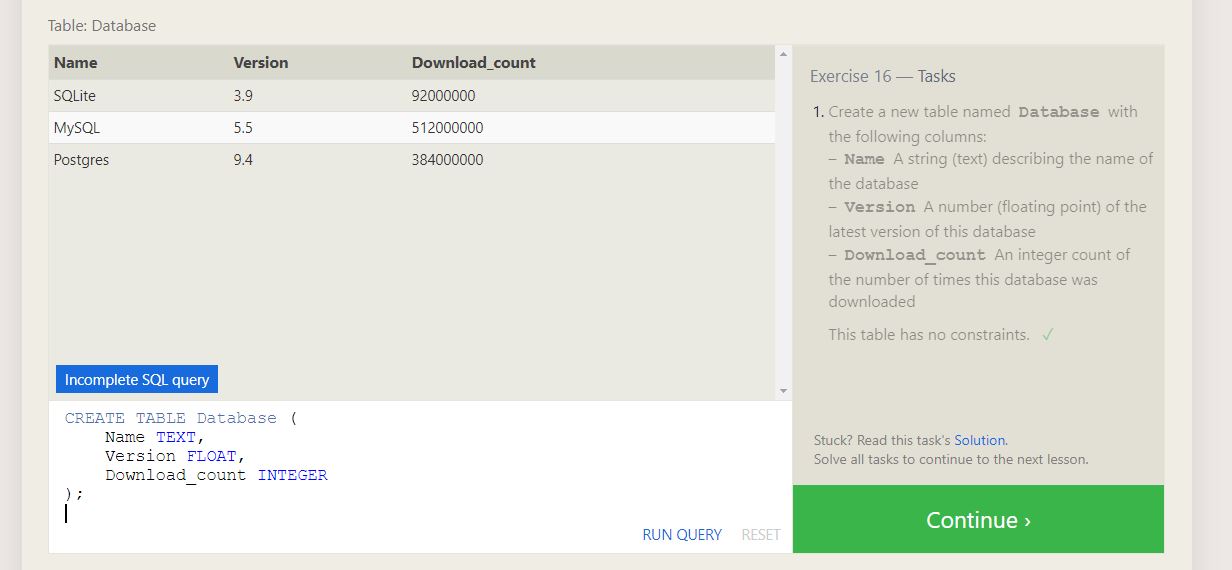 Table: Database
Name Version Download_count
SQLite 3.9 92000000
MySQL 5.5 512000000
Postgres 9.4 384000000
Incomplete SQL query
CREATE TABLE Database (
    Name TEXT,
    Version FLOAT,
    Download_count INTEGER
);
RUN QUERY RESET
Exercise 16 — Tasks
1. Create a new table named Database with
the following columns:
– Name A string (text) describing the name of
the database
– Version A number (floating point) of the
latest version of this database
– Download_count An integer count of
the number of times this database was
downloaded
This table has no constraints. ✓
Stuck? Read this task's Solution.
Solve all tasks to continue to the next lesson.
Continue ›